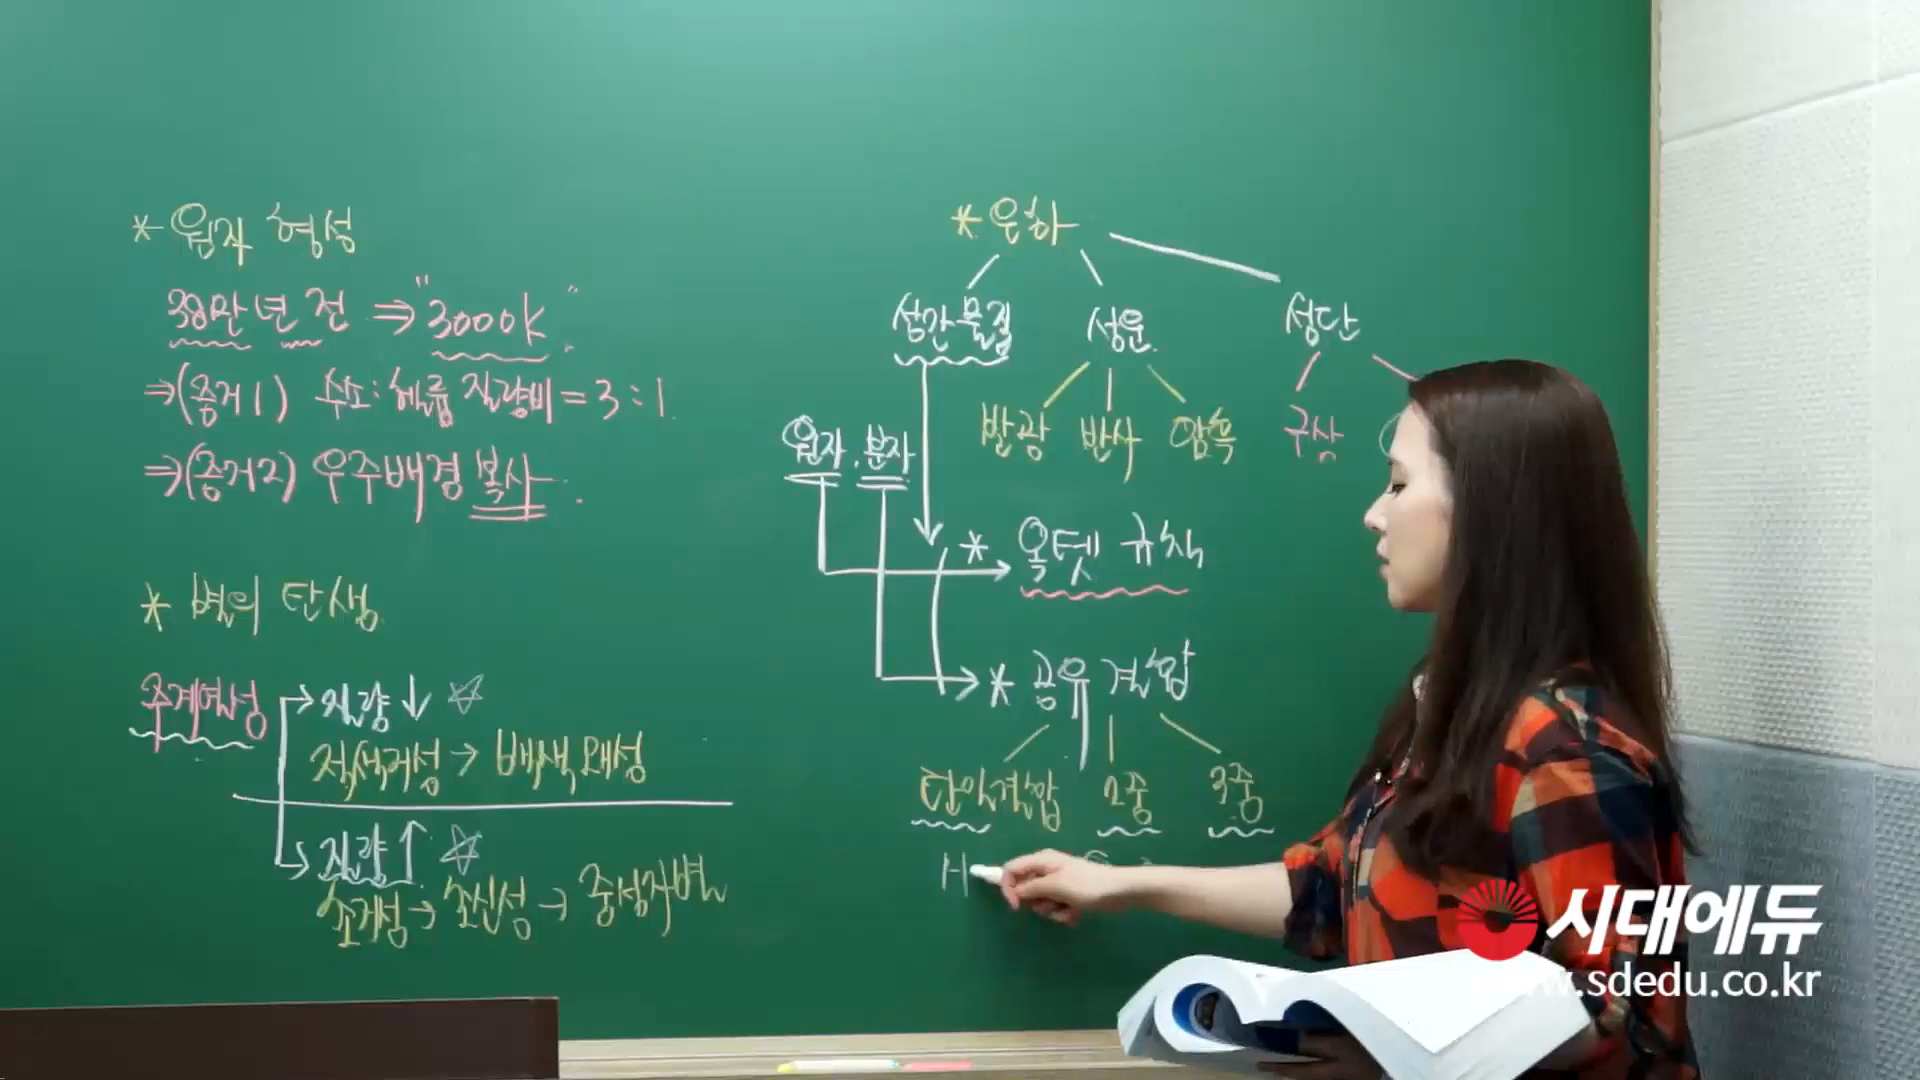 * 원자 형성
38만년 전 ⇒ "3000K"
⇒(증거1) 수소:헬륨 질량비 = 3:1
⇒(증거2) 우주배경 복사
* 별의 탄생
주계열성 → 질량↓ ☆
적색거성 → 백색왜성
→ 질량↑ ☆
초거성 → 초신성 → 중성자별
* 은하
성간물질 성운 성단
발광 반사 암흑 구상
원자, 분자
* 옥텟 규칙
* 공유 결합
단일결합 2중 3중
H
시대에듀
www.sdedu.co.kr